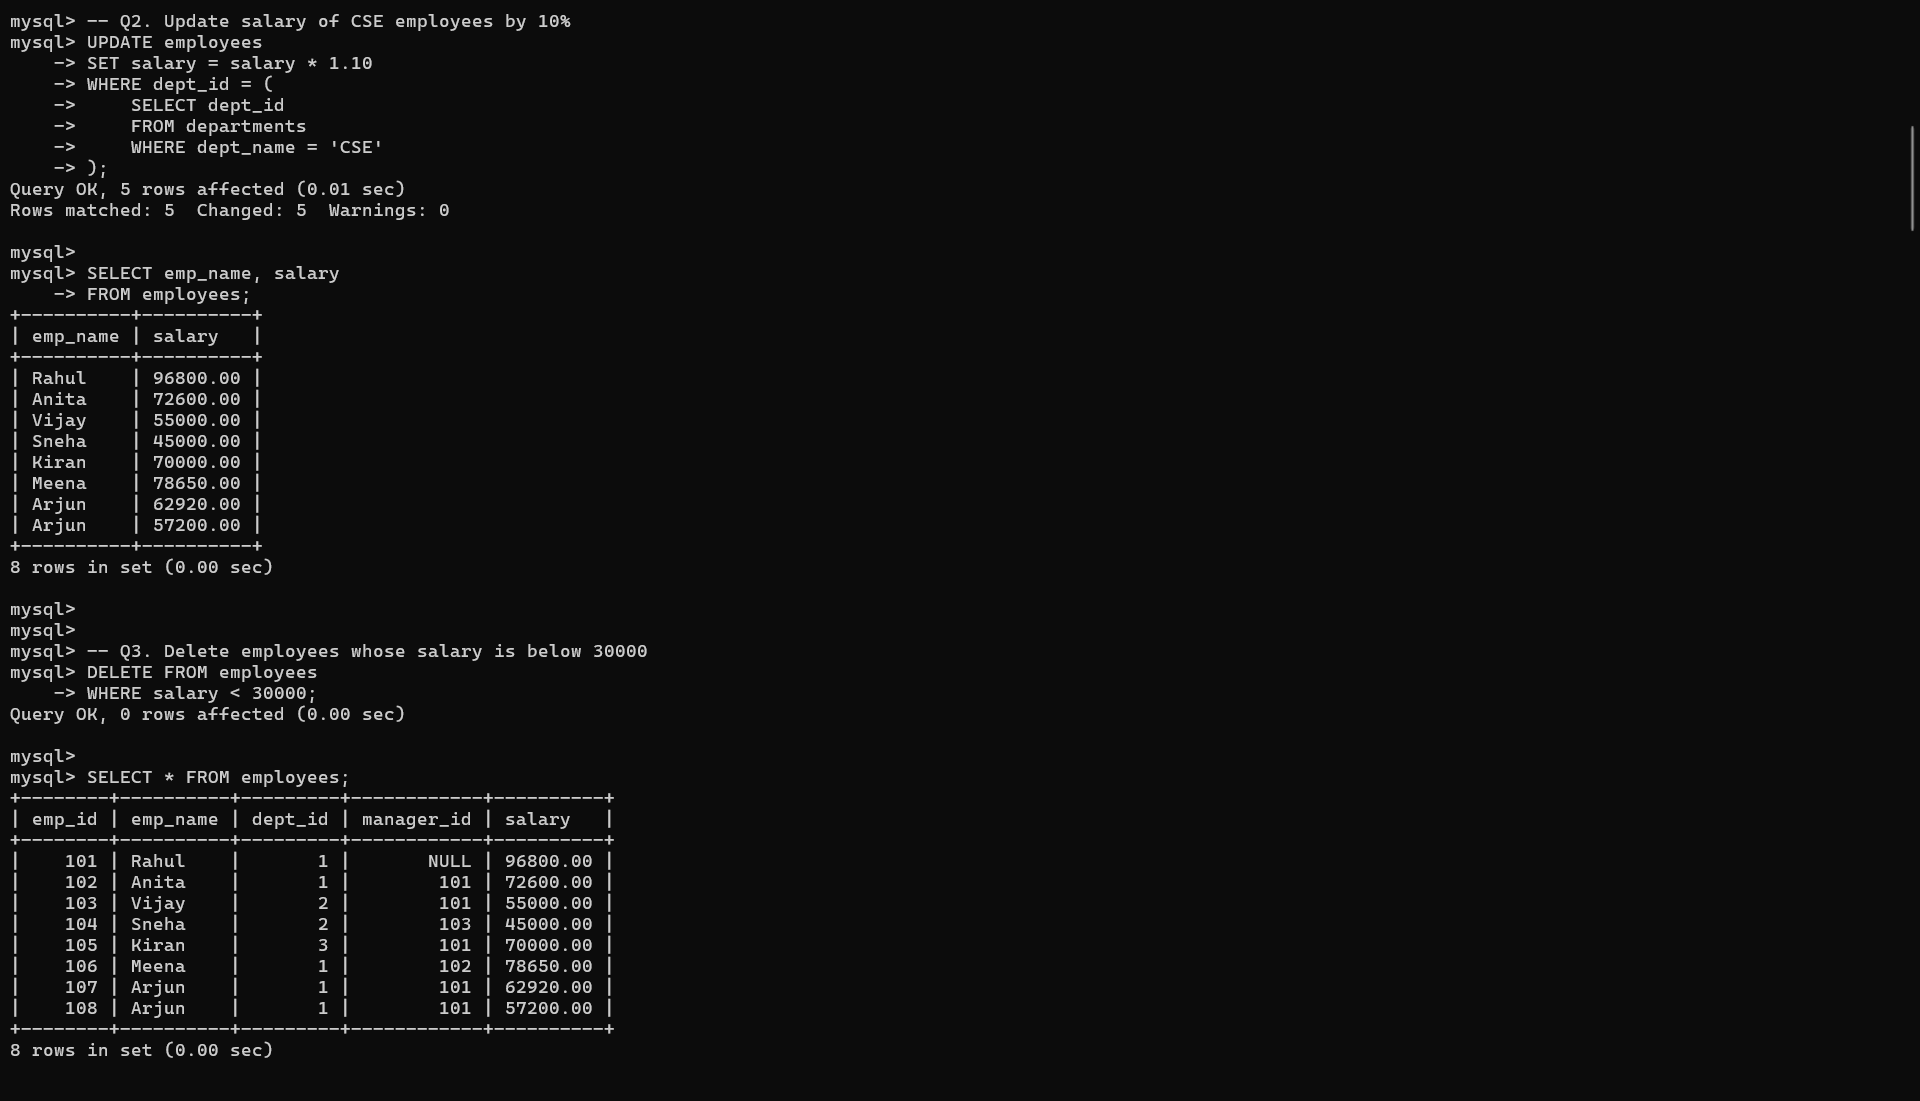 mysql> -- Q2. Update salary of CSE employees by 10%
mysql> UPDATE employees
    -> SET salary = salary * 1.10
    -> WHERE dept_id = (
    ->     SELECT dept_id
    ->     FROM departments
    ->     WHERE dept_name = 'CSE'
    -> );
Query OK, 5 rows affected (0.01 sec)
Rows matched: 5  Changed: 5  Warnings: 0

mysql>
mysql> SELECT emp_name, salary
    -> FROM employees;
+----------+----------+
| emp_name | salary   |
+----------+----------+
| Rahul    | 96800.00 |
| Anita    | 72600.00 |
| Vijay    | 55000.00 |
| Sneha    | 45000.00 |
| Kiran    | 70000.00 |
| Meena    | 78650.00 |
| Arjun    | 62920.00 |
| Arjun    | 57200.00 |
+----------+----------+
8 rows in set (0.00 sec)

mysql>
mysql>
mysql> -- Q3. Delete employees whose salary is below 30000
mysql> DELETE FROM employees
    -> WHERE salary < 30000;
Query OK, 0 rows affected (0.00 sec)

mysql>
mysql> SELECT * FROM employees;
+--------+----------+---------+------------+----------+
| emp_id | emp_name | dept_id | manager_id | salary   |
+--------+----------+---------+------------+----------+
|    101 | Rahul    |       1 |       NULL | 96800.00 |
|    102 | Anita    |       1 |        101 | 72600.00 |
|    103 | Vijay    |       2 |        101 | 55000.00 |
|    104 | Sneha    |       2 |        103 | 45000.00 |
|    105 | Kiran    |       3 |        101 | 70000.00 |
|    106 | Meena    |       1 |        102 | 78650.00 |
|    107 | Arjun    |       1 |        101 | 62920.00 |
|    108 | Arjun    |       1 |        101 | 57200.00 |
+--------+----------+---------+------------+----------+
8 rows in set (0.00 sec)